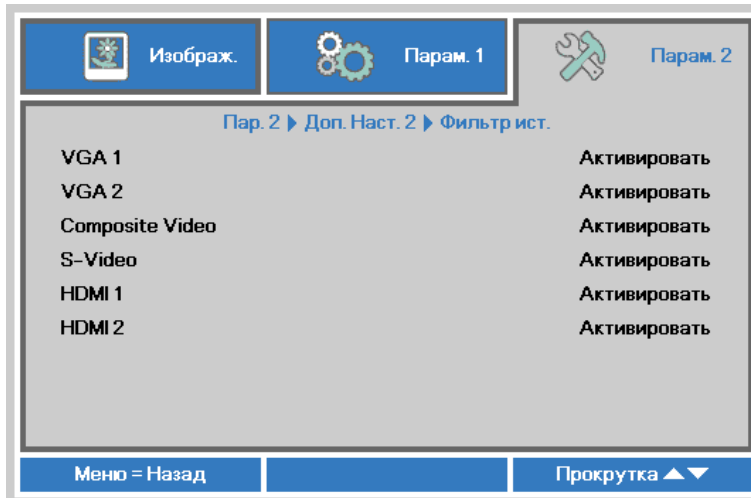 Изображ. Парам. 1 Парам. 2
Пар. 2 Доп. Наст. 2 Фильтр ист.
VGA 1 Активировать
VGA 2 Активировать
Composite Video Активировать
S-Video Активировать
HDMI 1 Активировать
HDMI 2 Активировать
Меню = Назад Прокрутка